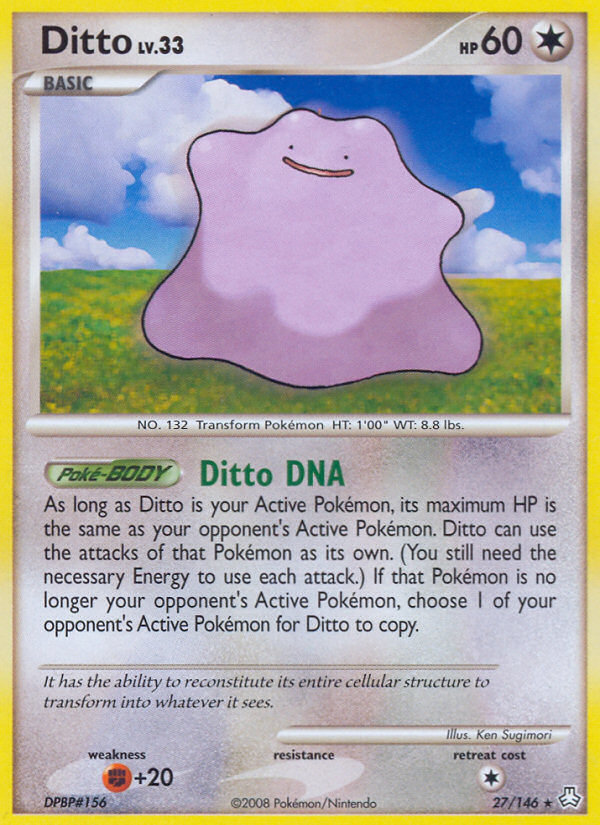 Ditto LV.33 HP 60
BASIC
NO. 132 Transform Pokémon HT: 1'00" WT: 8.8 lbs.
Poké-BODY Ditto DNA
As long as Ditto is your Active Pokémon, its maximum HP is
the same as your opponent's Active Pokémon. Ditto can use
the attacks of that Pokémon as its own. (You still need the
necessary Energy to use each attack.) If that Pokémon is no
longer your opponent's Active Pokémon, choose 1 of your
opponent's Active Pokémon for Ditto to copy.
It has the ability to reconstitute its entire cellular structure to
transform into whatever it sees.
Illus. Ken Sugimori
weakness resistance retreat cost
+20
DPBP#156 ©2008 Pokémon/Nintendo 27/146 ★